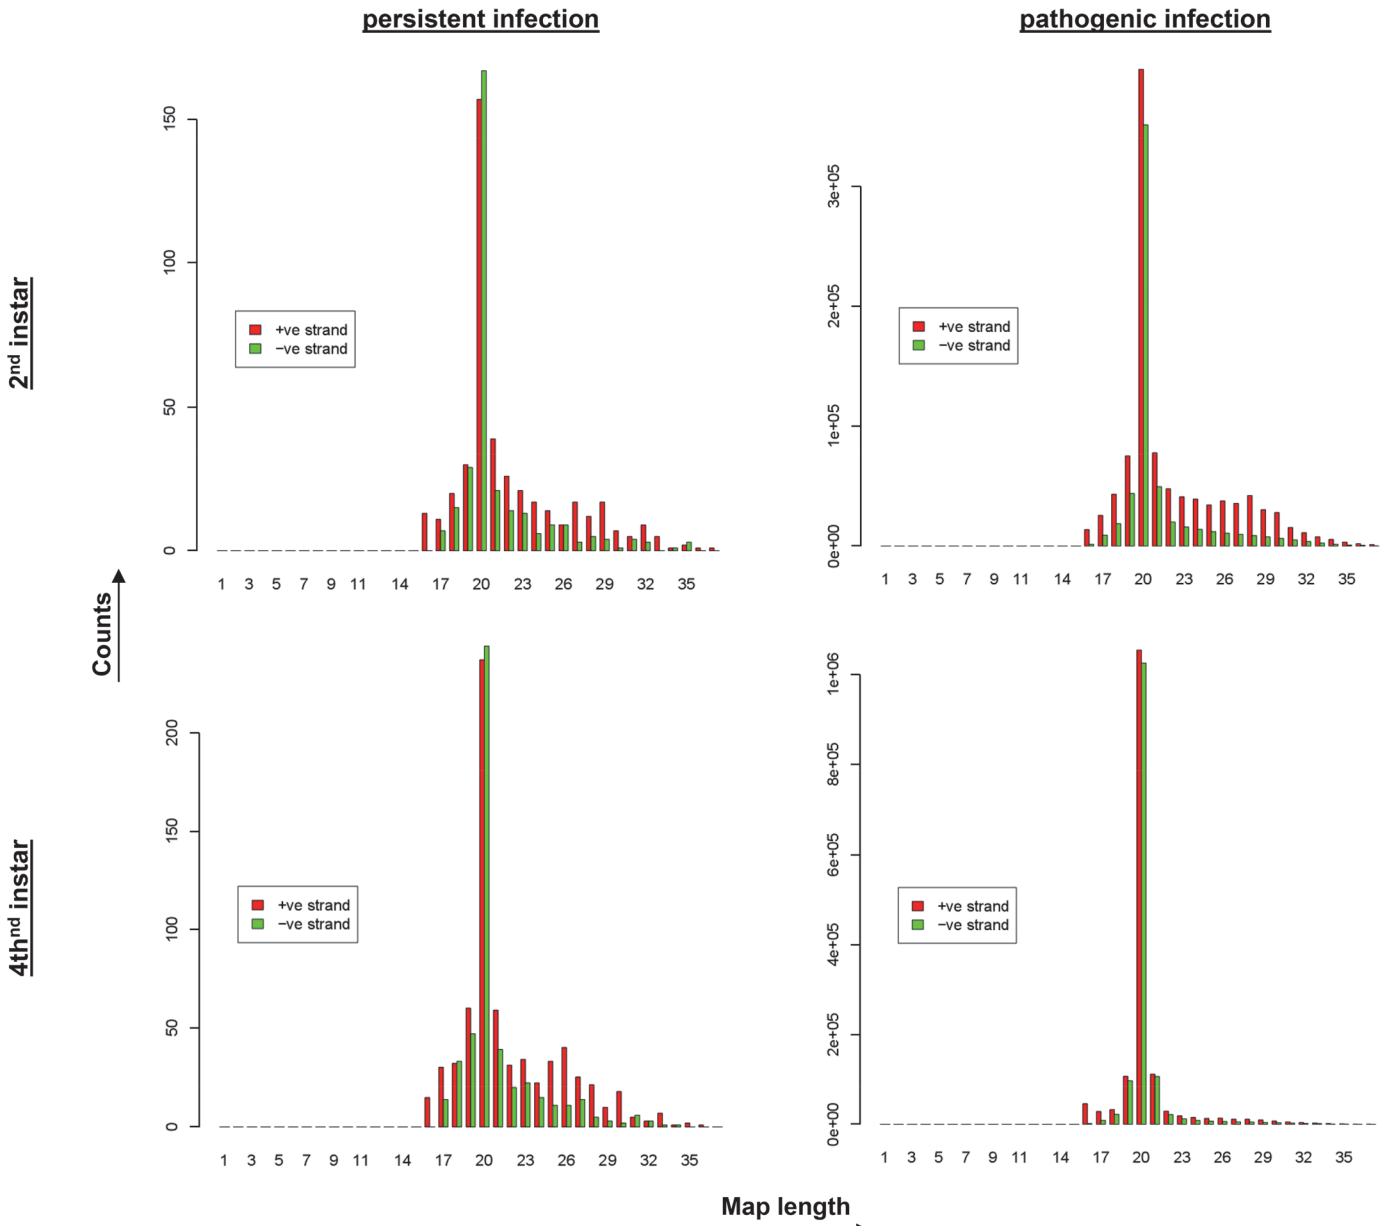 persistent infection
pathogenic infection
2nd instar
150
100
50
0
+ve strand
−ve strand
1 3 5 7 9 11 14 17 20 23 26 29 32 35
3e+05
2e+05
1e+05
0e+00
+ve strand
−ve strand
1 3 5 7 9 11 14 17 20 23 26 29 32 35
Counts
4thnd instar
200
150
100
50
0
+ve strand
−ve strand
1 3 5 7 9 11 14 17 20 23 26 29 32 35
1e+06
8e+05
6e+05
4e+05
2e+05
0e+00
+ve strand
−ve strand
1 3 5 7 9 11 14 17 20 23 26 29 32 35
Map length